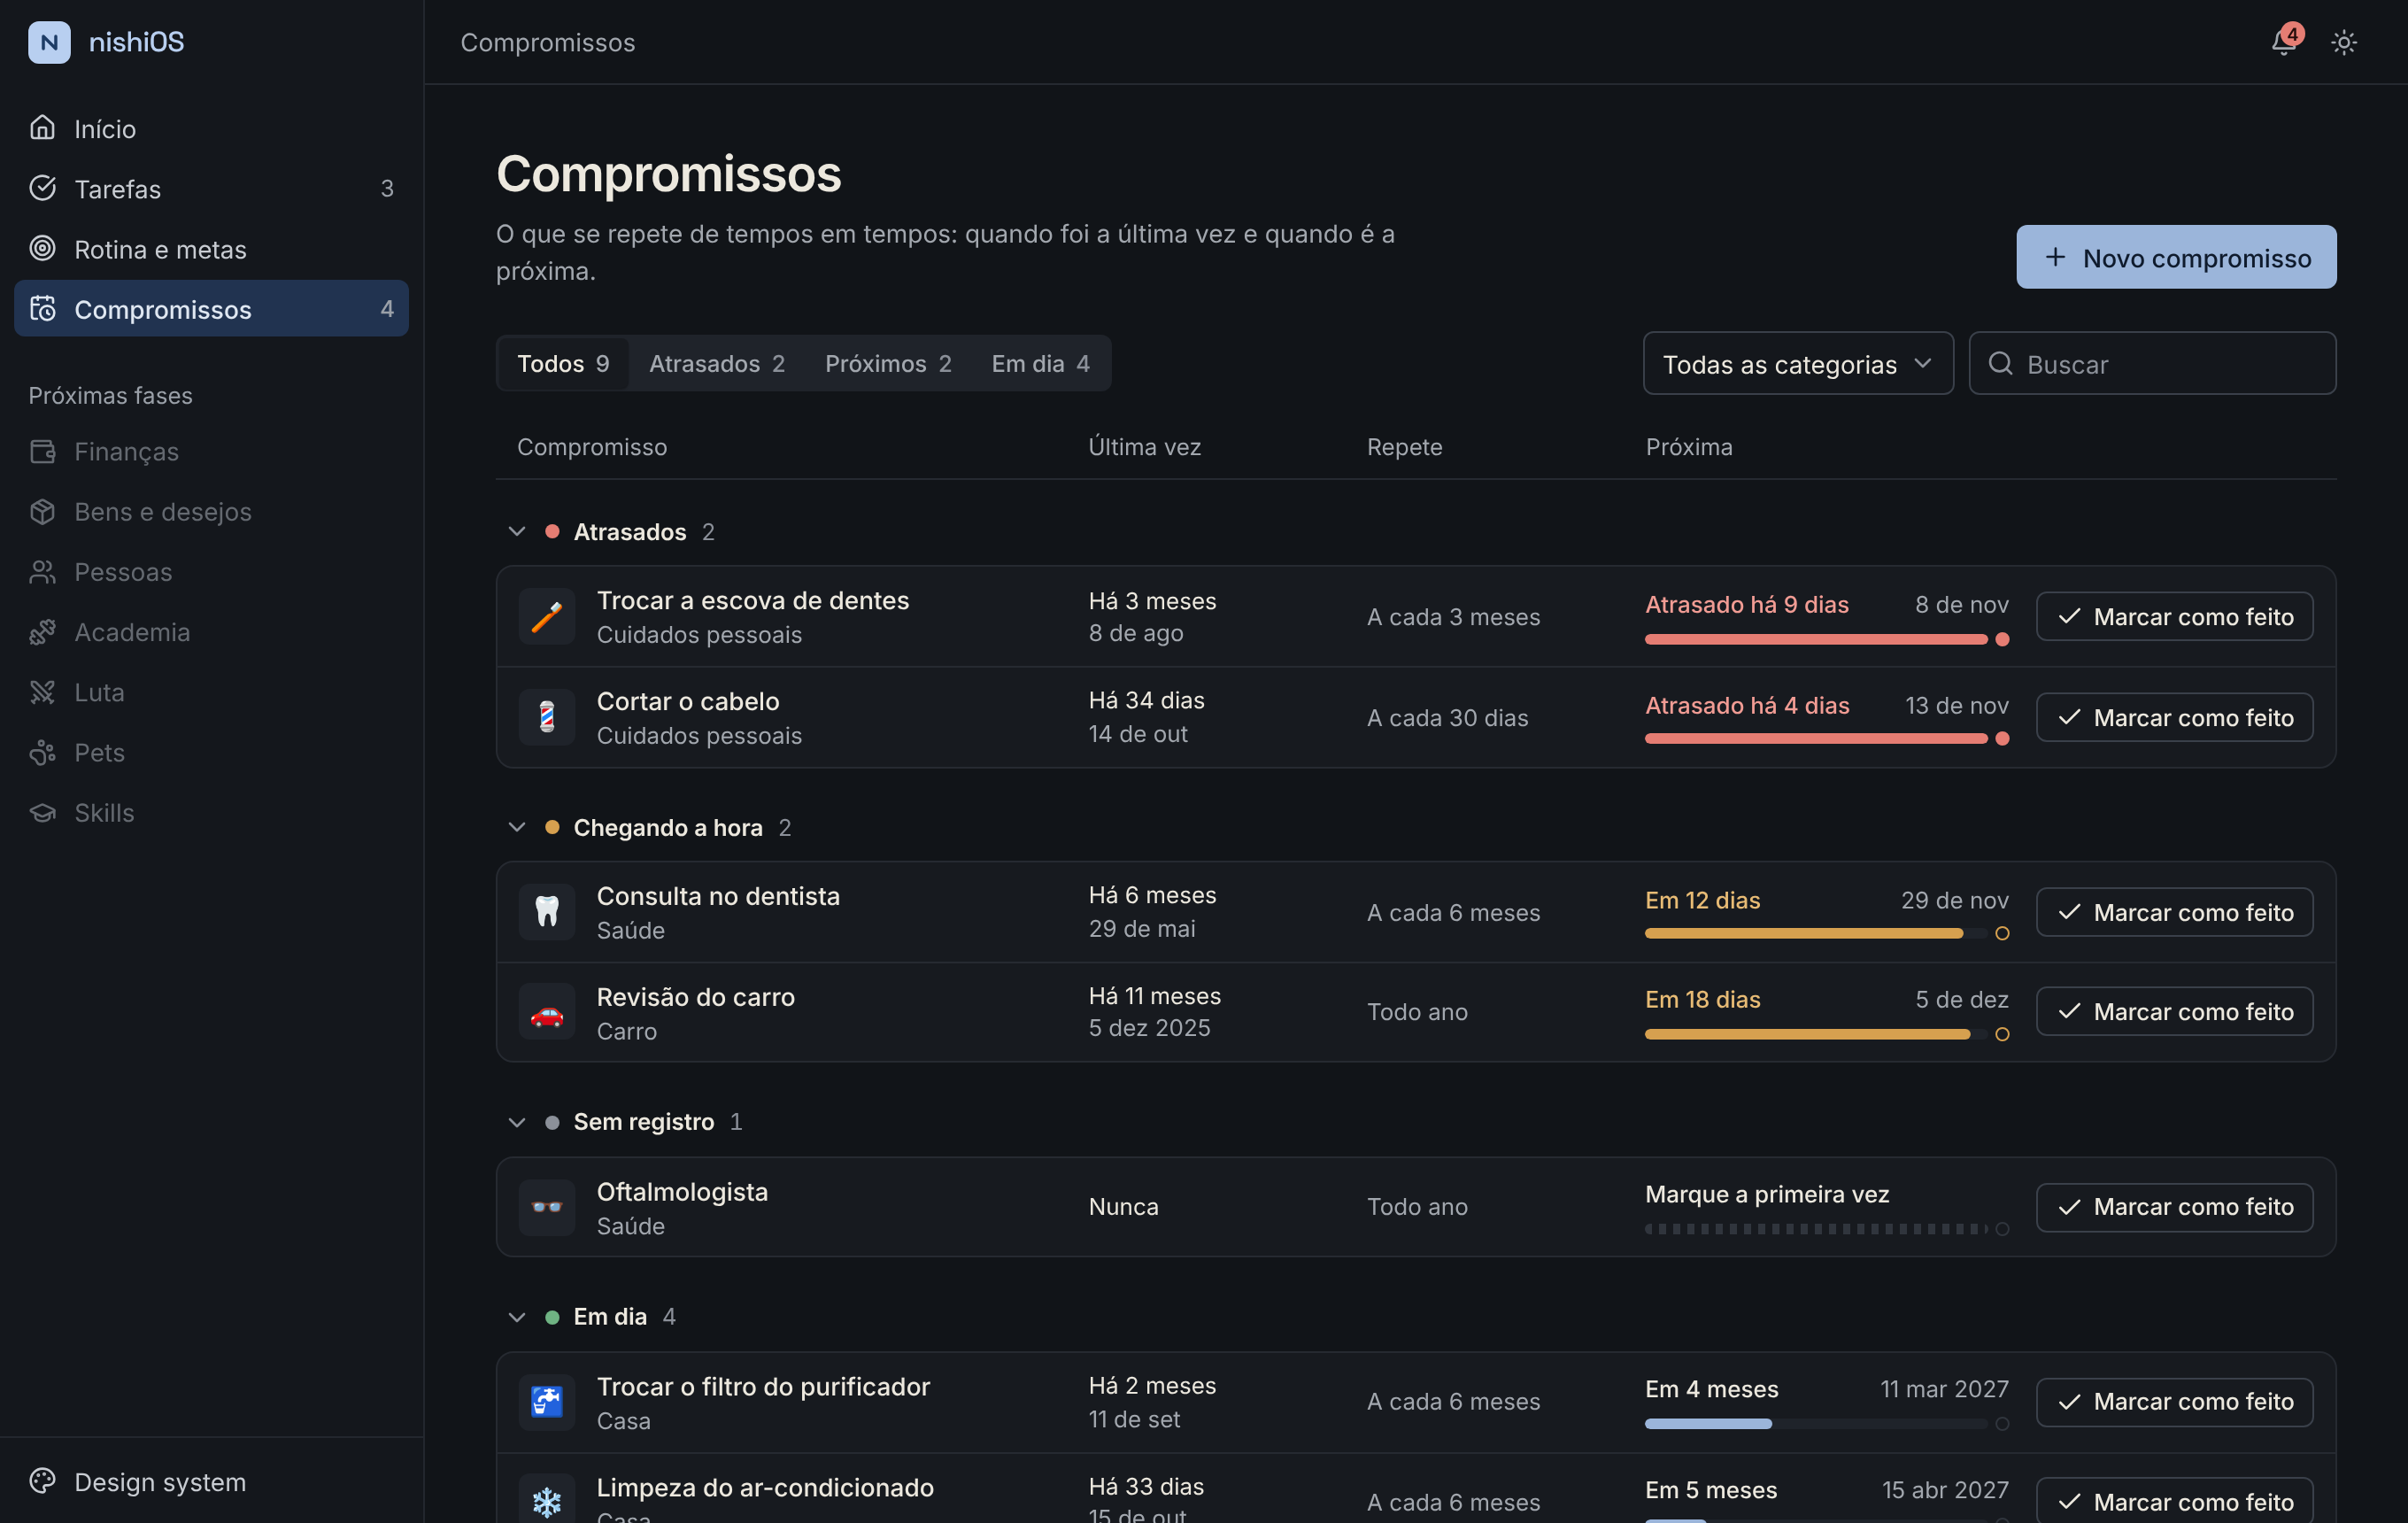 N nishiOS
Compromissos
4
Início
Tarefas 3
Rotina e metas
Compromissos 4
Próximas fases
Finanças
Bens e desejos
Pessoas
Academia
Luta
Pets
Skills
Design system
Compromissos
O que se repete de tempos em tempos: quando foi a última vez e quando é a
próxima.
Novo compromisso
Todos 9 Atrasados 2 Próximos 2 Em dia 4
Todas as categorias
Buscar
Compromisso Última vez Repete Próxima
Atrasados 2
Trocar a escova de dentes
Cuidados pessoais
Há 3 meses
8 de ago
A cada 3 meses
Atrasado há 9 dias 8 de nov
Marcar como feito
Cortar o cabelo
Cuidados pessoais
Há 34 dias
14 de out
A cada 30 dias
Atrasado há 4 dias 13 de nov
Marcar como feito
Chegando a hora 2
Consulta no dentista
Saúde
Há 6 meses
29 de mai
A cada 6 meses
Em 12 dias 29 de nov
Marcar como feito
Revisão do carro
Carro
Há 11 meses
5 dez 2025
Todo ano
Em 18 dias 5 de dez
Marcar como feito
Sem registro 1
Oftalmologista
Saúde
Nunca
Todo ano
Marque a primeira vez
Marcar como feito
Em dia 4
Trocar o filtro do purificador
Casa
Há 2 meses
11 de set
A cada 6 meses
Em 4 meses 11 mar 2027
Marcar como feito
Limpeza do ar-condicionado
Casa
Há 33 dias
15 de out
A cada 6 meses
Em 5 meses 15 abr 2027
Marcar como feito